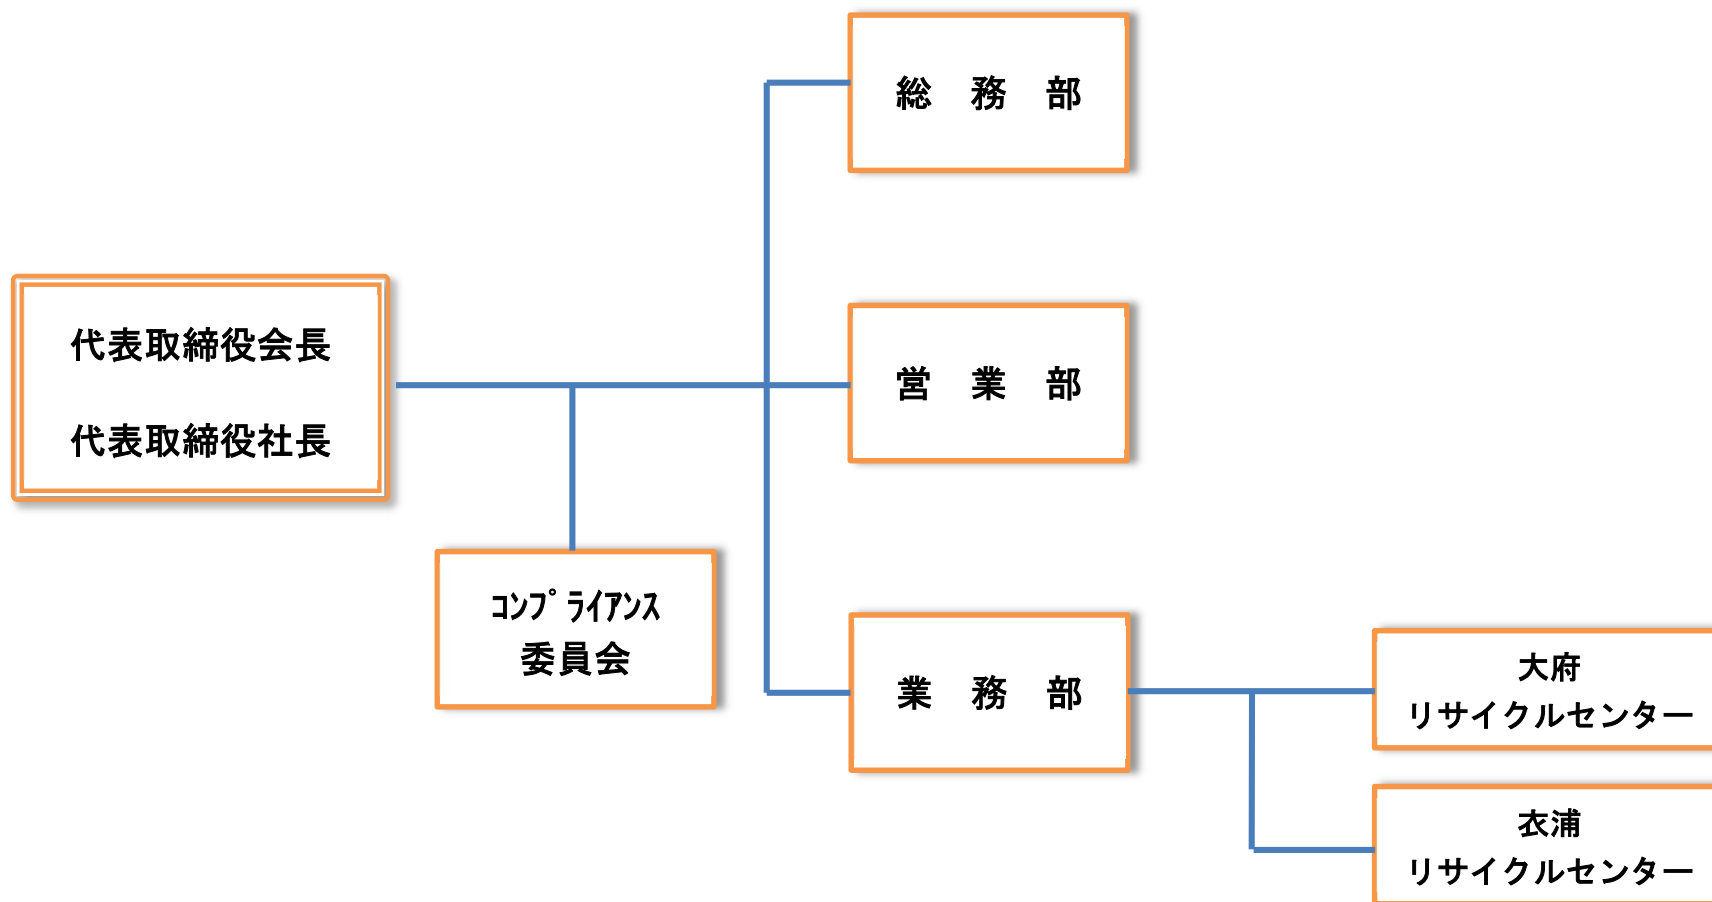 総　務　部
代表取締役会長
代表取締役社長
営　業　部
ｺﾝﾌﾟﾗｲｱﾝｽ
委員会
業　務　部
大府
リサイクルセンター
衣浦
リサイクルセンター